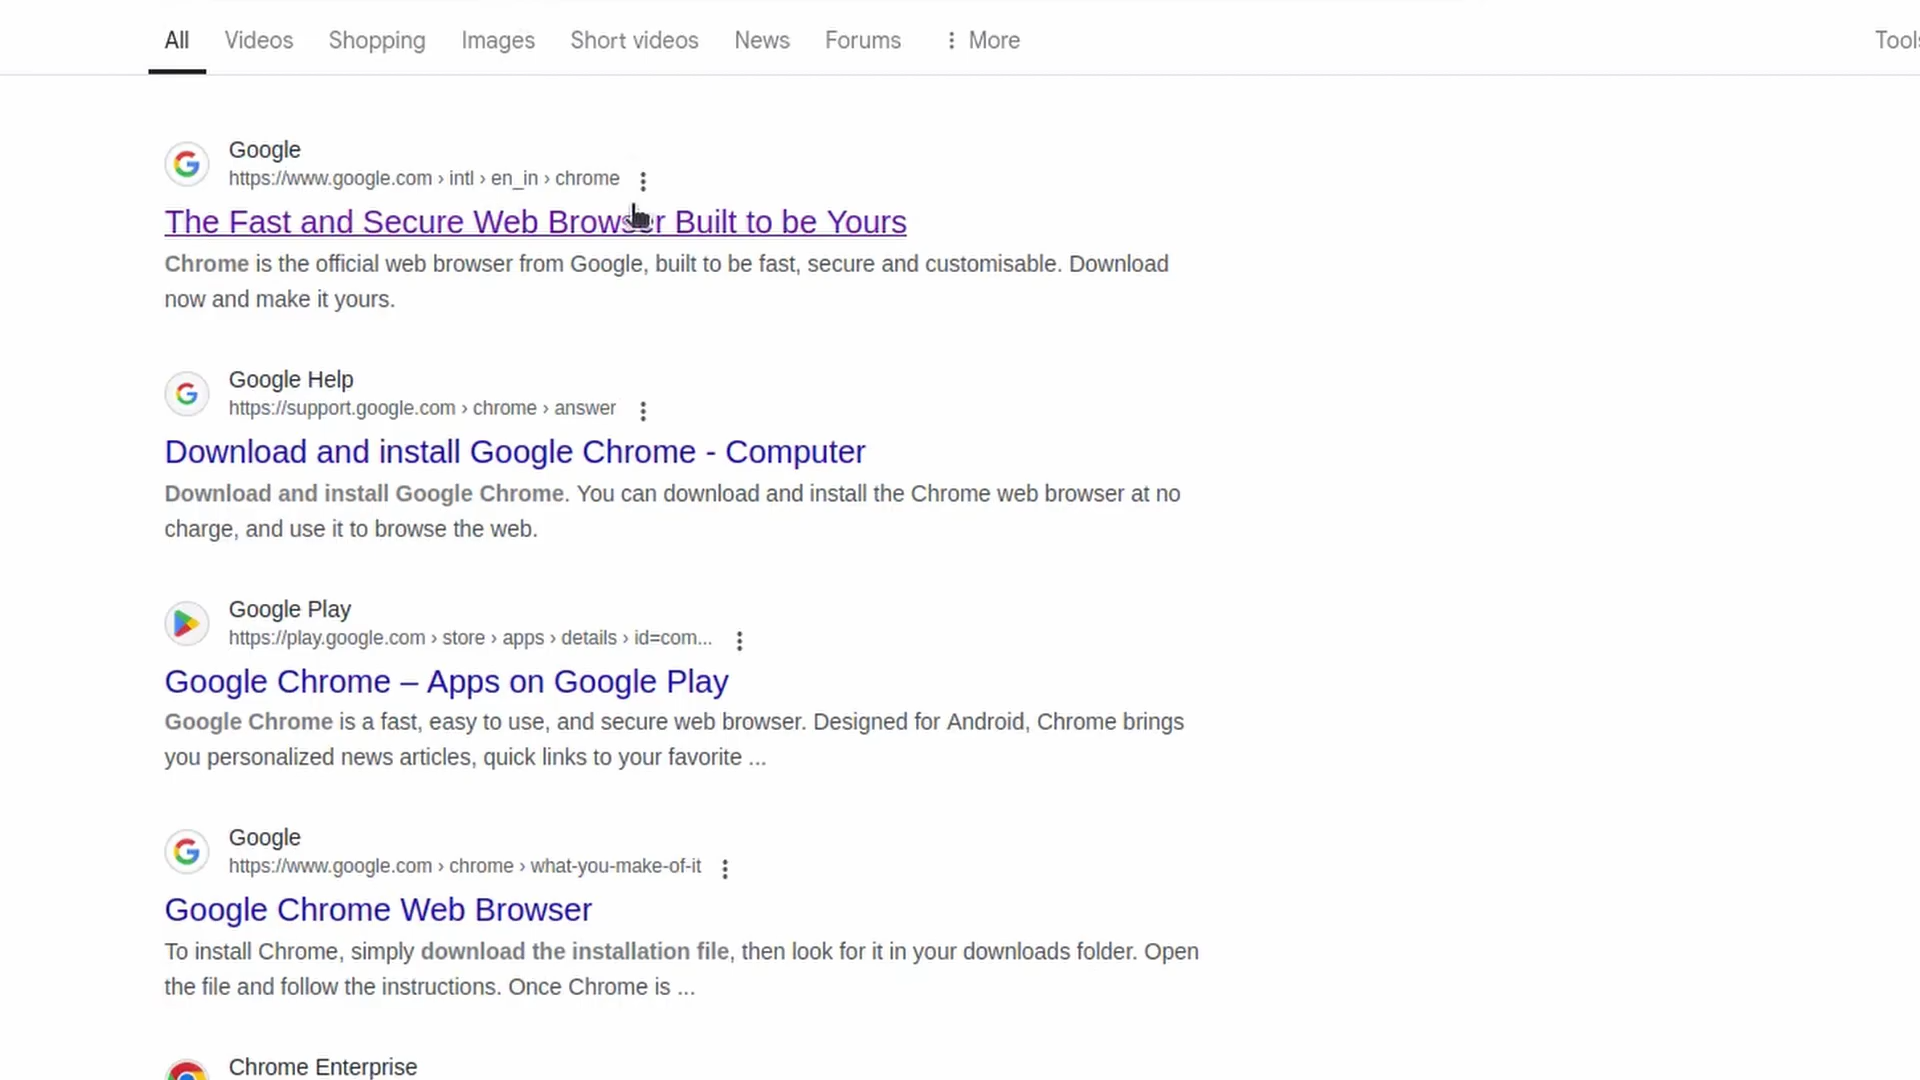 All Videos Shopping Images Short videos News Forums More
Google
https://www.google.com › intl › en_in › chrome
The Fast and Secure Web Browser Built to be Yours
Chrome is the official web browser from Google, built to be fast, secure and customisable. Download
now and make it yours.
Google Help
https://support.google.com › chrome › answer
Download and install Google Chrome - Computer
Download and install Google Chrome. You can download and install the Chrome web browser at no
charge, and use it to browse the web.
Google Play
https://play.google.com › store › apps › details › id=com...
Google Chrome – Apps on Google Play
Google Chrome is a fast, easy to use, and secure web browser. Designed for Android, Chrome brings
you personalized news articles, quick links to your favorite ...
Google
https://www.google.com › chrome › what-you-make-of-it
Google Chrome Web Browser
To install Chrome, simply download the installation file, then look for it in your downloads folder. Open
the file and follow the instructions. Once Chrome is ...
Chrome Enterprise